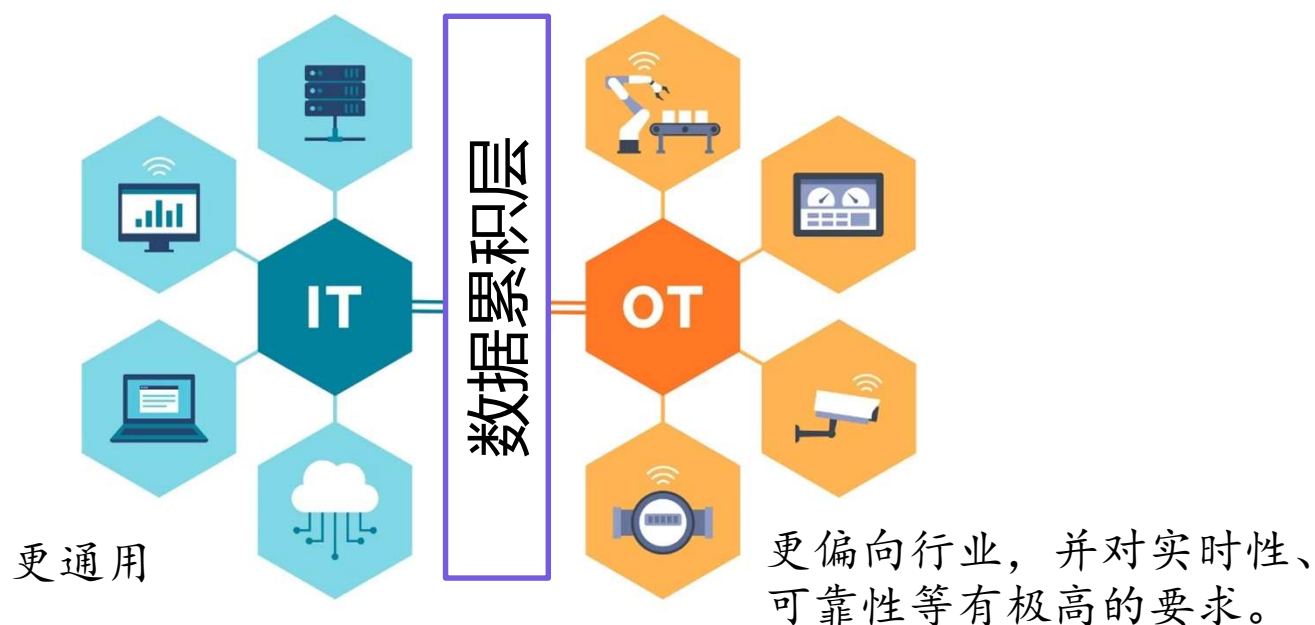 IT
数据累积层
OT
更通用
更偏向行业，并对实时性、
可靠性等有极高的要求。